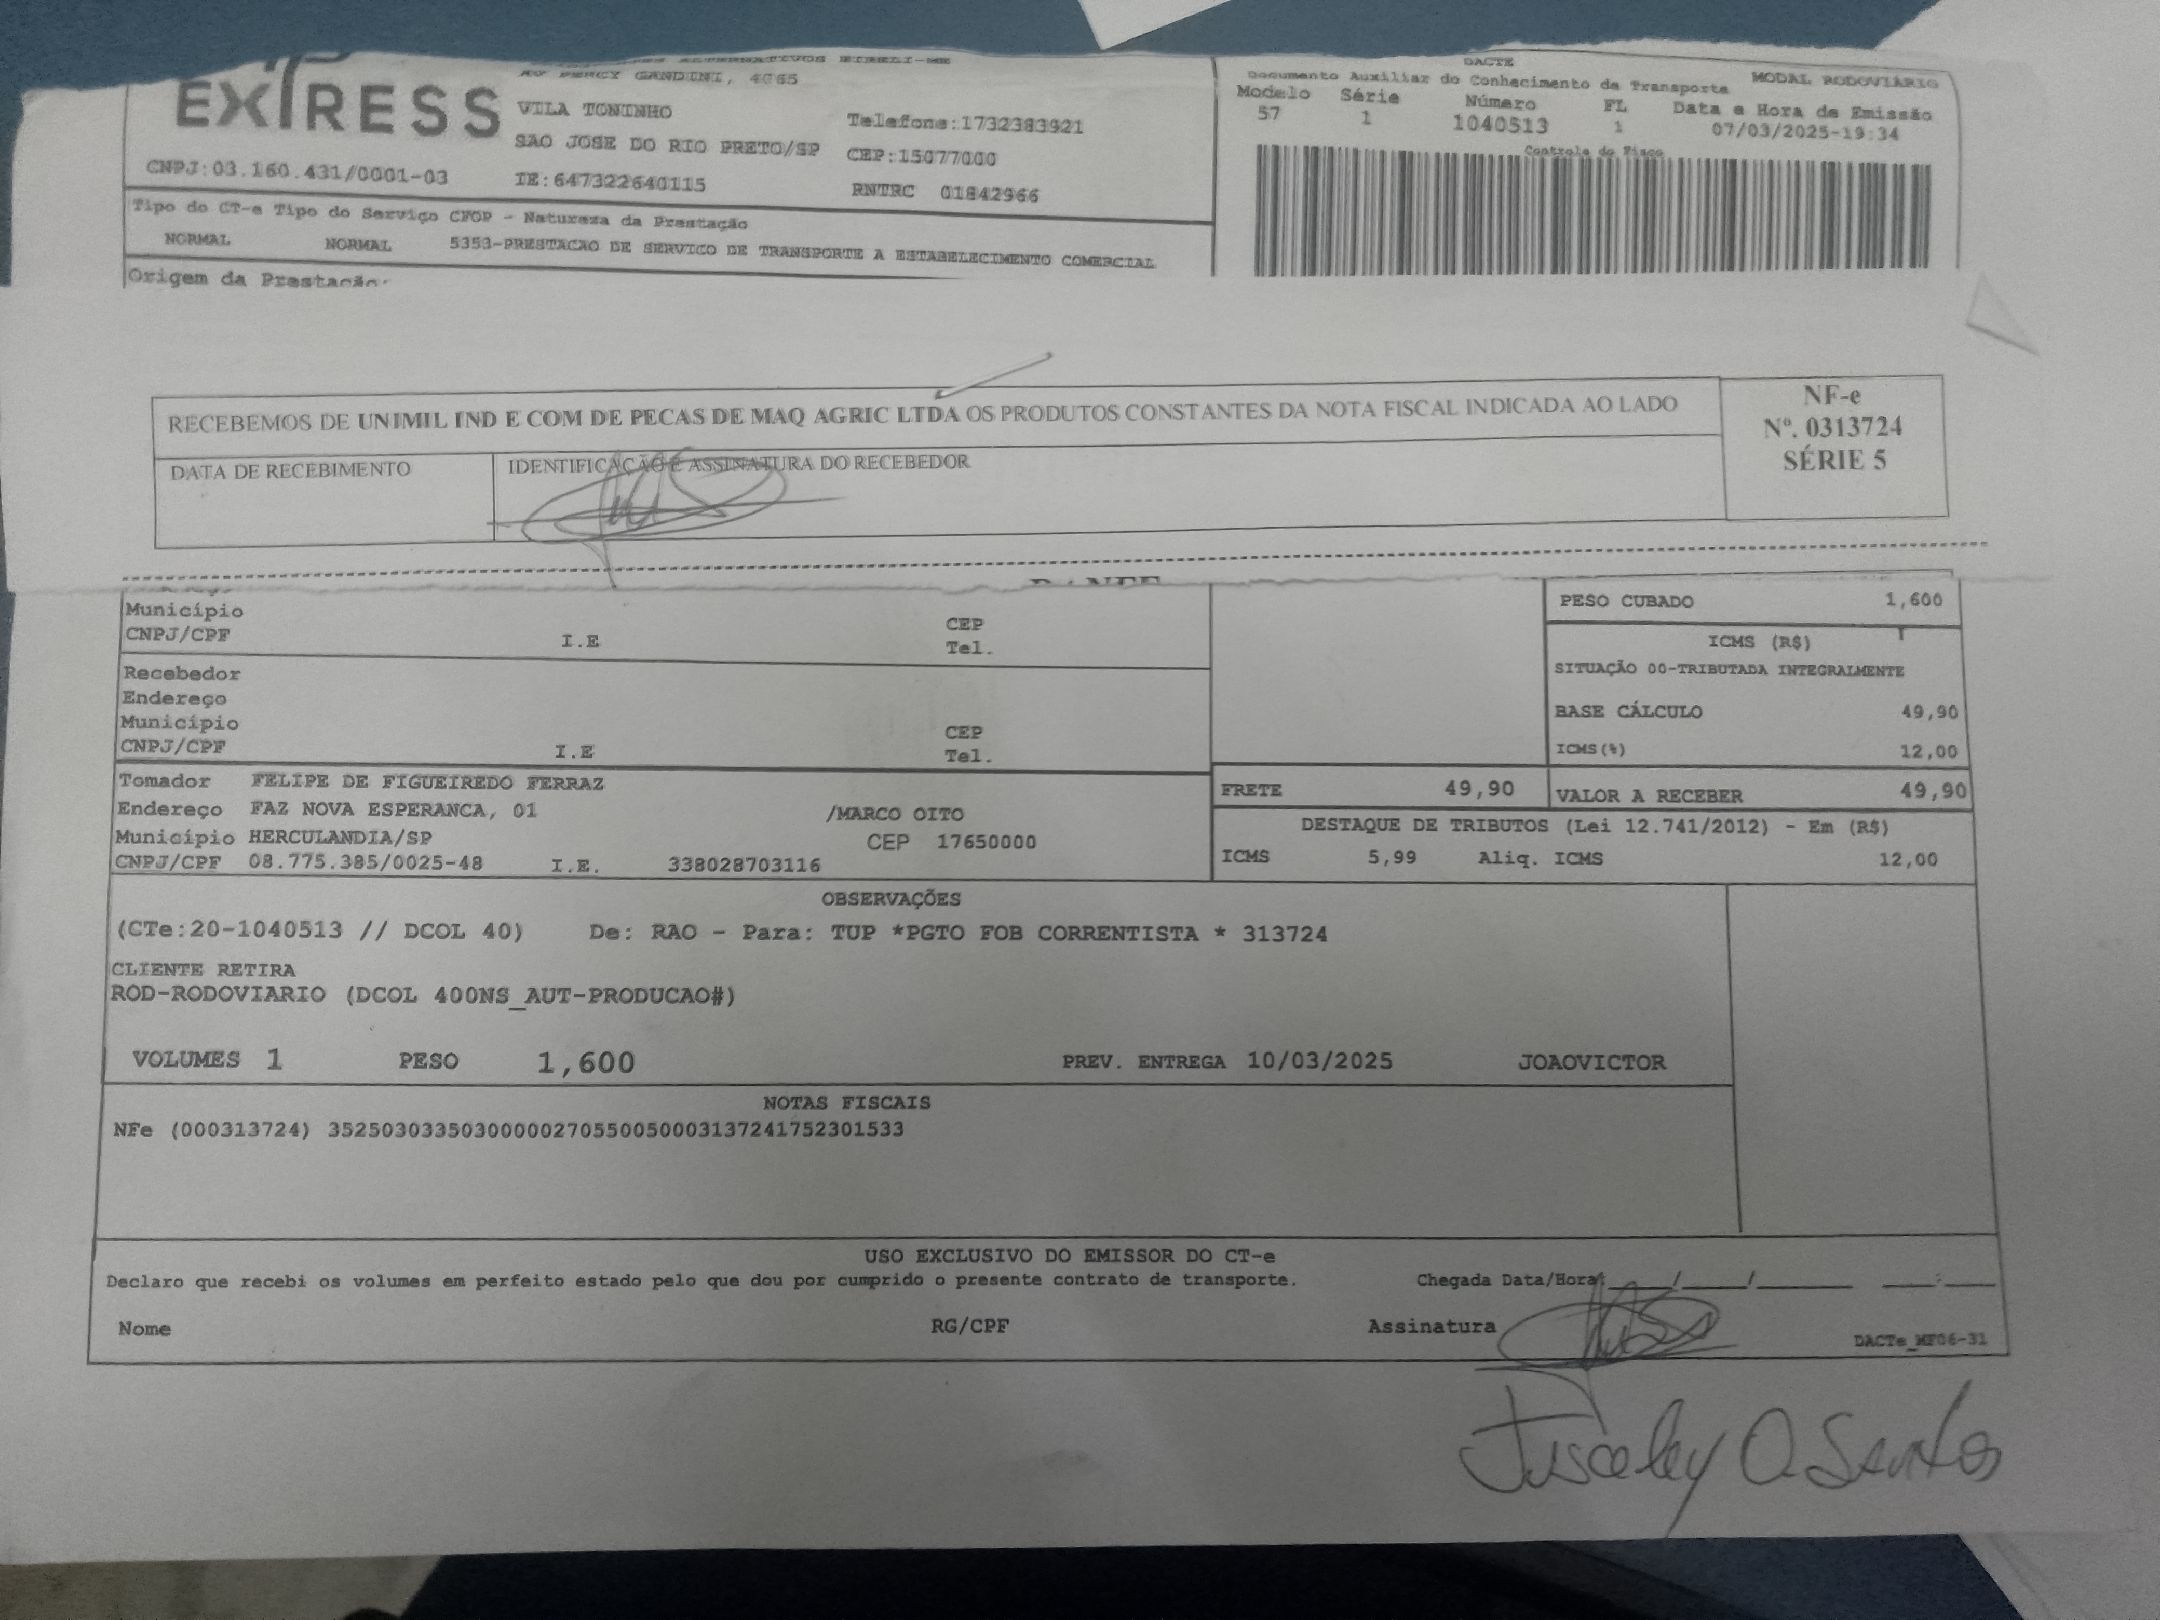 EXPRESS
ALTERNATIVOS EIRELI-ME
AV PERCY GANDINI, 4065
VILA TONINHO
Telefone:1732383921
SAO JOSE DO RIO PRETO/SP CEP:15077000
CNPJ:03.160.431/0001-03 IE:647322640115 RNTRC 01842966
DACTE
Documento Auxiliar do Conhecimento de Transporte MODAL RODOVIÁRIO
Modelo Série Número FL Data e Hora de Emissão
57 1 1040513 1 07/03/2025-19:34
Controle do Fisco
Tipo do CT-e Tipo do Serviço CFOP - Natureza da Prestação
NORMAL NORMAL 5353-PRESTACAO DE SERVICO DE TRANSPORTE A ESTABELECIMENTO COMERCIAL
Origem da Prestação:
RECEBEMOS DE UNIMIL IND E COM DE PECAS DE MAQ AGRIC LTDA OS PRODUTOS CONSTANTES DA NOTA FISCAL INDICADA AO LADO
DATA DE RECEBIMENTO IDENTIFICAÇÃO E ASSINATURA DO RECEBEDOR
NF-e
Nº. 0313724
SÉRIE 5
Município CEP
CNPJ/CPF I.E Tel.
Recebedor
Endereço
Município CEP
CNPJ/CPF I.E Tel.
PESO CUBADO 1,600
ICMS (R$)
SITUAÇÃO 00-TRIBUTADA INTEGRALMENTE
BASE CÁLCULO 49,90
ICMS(%) 12,00
Tomador FELIPE DE FIGUEIREDO FERRAZ
Endereço FAZ NOVA ESPERANCA, 01 /MARCO OITO
Município HERCULANDIA/SP CEP 17650000
CNPJ/CPF 08.775.385/0025-48 I.E. 338028703116
FRETE 49,90 VALOR A RECEBER 49,90
DESTAQUE DE TRIBUTOS (Lei 12.741/2012) - Em (R$)
ICMS 5,99 Aliq. ICMS 12,00
OBSERVAÇÕES
(CTe:20-1040513 // DCOL 40) De: RAO - Para: TUP *PGTO FOB CORRENTISTA * 313724
CLIENTE RETIRA
ROD-RODOVIARIO (DCOL 400NS_AUT-PRODUCAO#)
VOLUMES 1 PESO 1,600 PREV. ENTREGA 10/03/2025 JOAOVICTOR
NOTAS FISCAIS
NFe (000313724) 35250303350300000270550050003137241752301533
USO EXCLUSIVO DO EMISSOR DO CT-e
Declaro que recebi os volumes em perfeito estado pelo que dou por cumprido o presente contrato de transporte. Chegada Data/Hora: ____/____/______ ___:___
Nome RG/CPF Assinatura DACTe_MF06-31
O. Santos